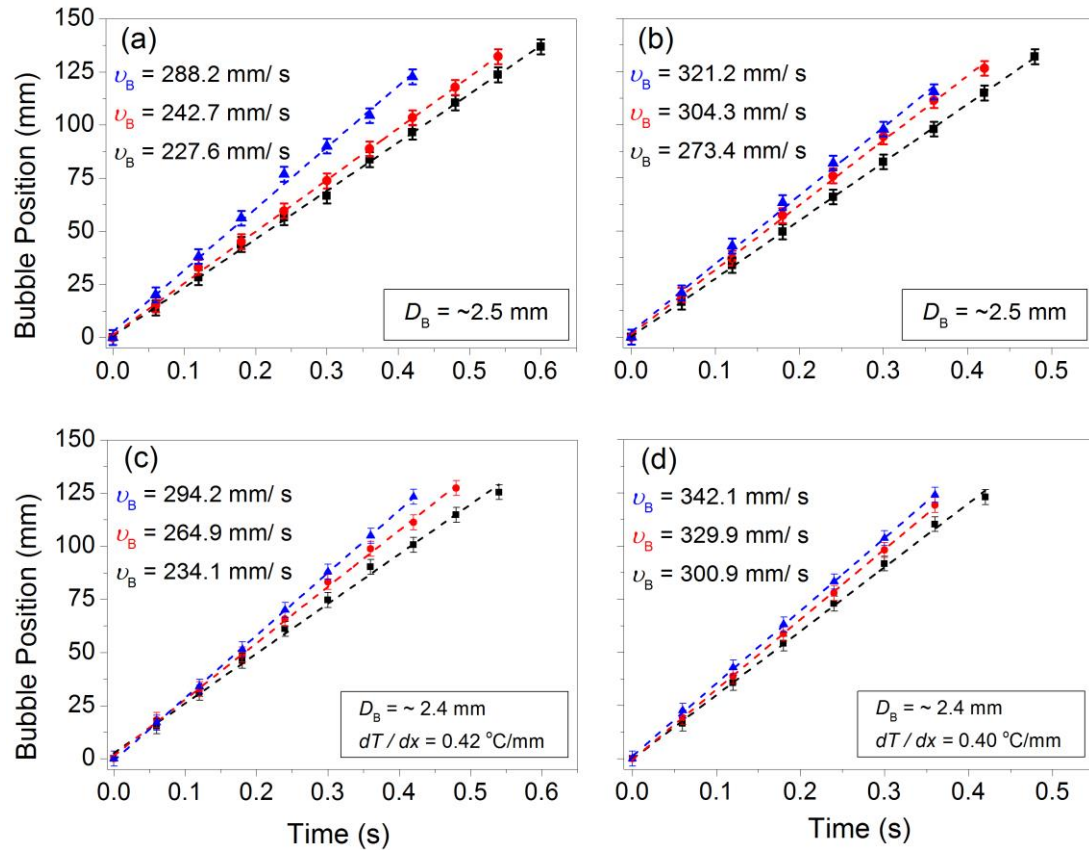 (a)
υB = 288.2 mm/ s
υB = 242.7 mm/ s
υB = 227.6 mm/ s
DB = ~2.5 mm
150
125
100
75
50
25
0
0.0 0.1 0.2 0.3 0.4 0.5 0.6
Bubble Position (mm)
(b)
υB = 321.2 mm/ s
υB = 304.3 mm/ s
υB = 273.4 mm/ s
DB = ~2.5 mm
0.0 0.1 0.2 0.3 0.4 0.5
(c)
υB = 294.2 mm/ s
υB = 264.9 mm/ s
υB = 234.1 mm/ s
DB = ~ 2.4 mm
dT / dx = 0.42 °C/mm
150
125
100
75
50
25
0
0.0 0.1 0.2 0.3 0.4 0.5 0.6
Bubble Position (mm)
Time (s)
(d)
υB = 342.1 mm/ s
υB = 329.9 mm/ s
υB = 300.9 mm/ s
DB = ~ 2.4 mm
dT / dx = 0.40 °C/mm
0.0 0.1 0.2 0.3 0.4 0.5
Time (s)